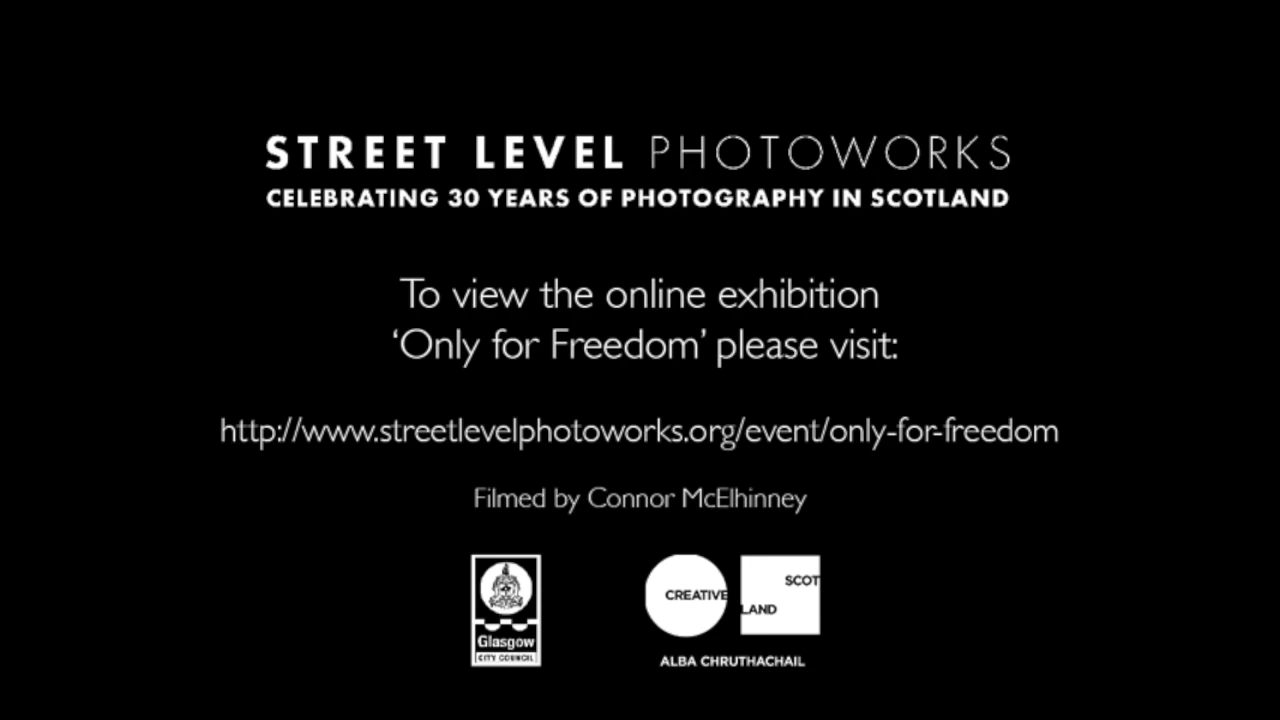 STREET LEVEL PHOTOWORKS
CELEBRATING 30 YEARS OF PHOTOGRAPHY IN SCOTLAND
To view the online exhibition
‘Only for Freedom’ please visit:
http://www.streetlevelphotoworks.org/event/only-for-freedom
Filmed by Connor McElhinney
Glasgow
CITY COUNCIL
CREATIVE
SCOT
LAND
ALBA CHRUTHACHAIL